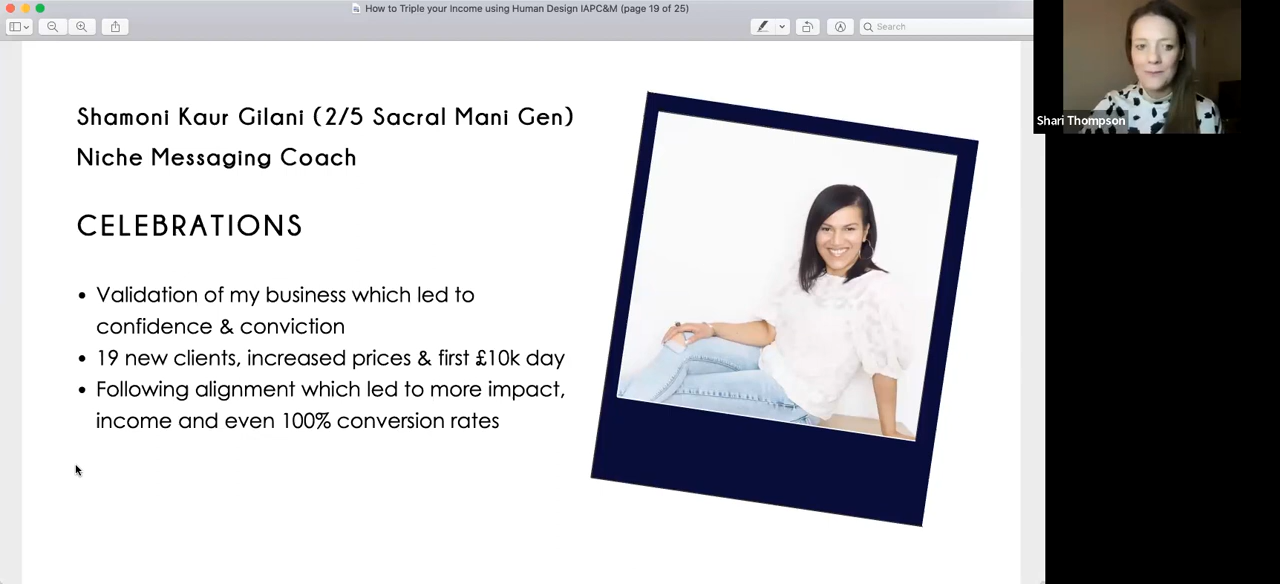 How to Triple your Income using Human Design IAPC&M (page 19 of 25)
Search
Shari Thompson
Shamoni Kaur Gilani (2/5 Sacral Mani Gen)
Niche Messaging Coach
CELEBRATIONS
• Validation of my business which led to
confidence & conviction
• 19 new clients, increased prices & first £10k day
• Following alignment which led to more impact,
income and even 100% conversion rates